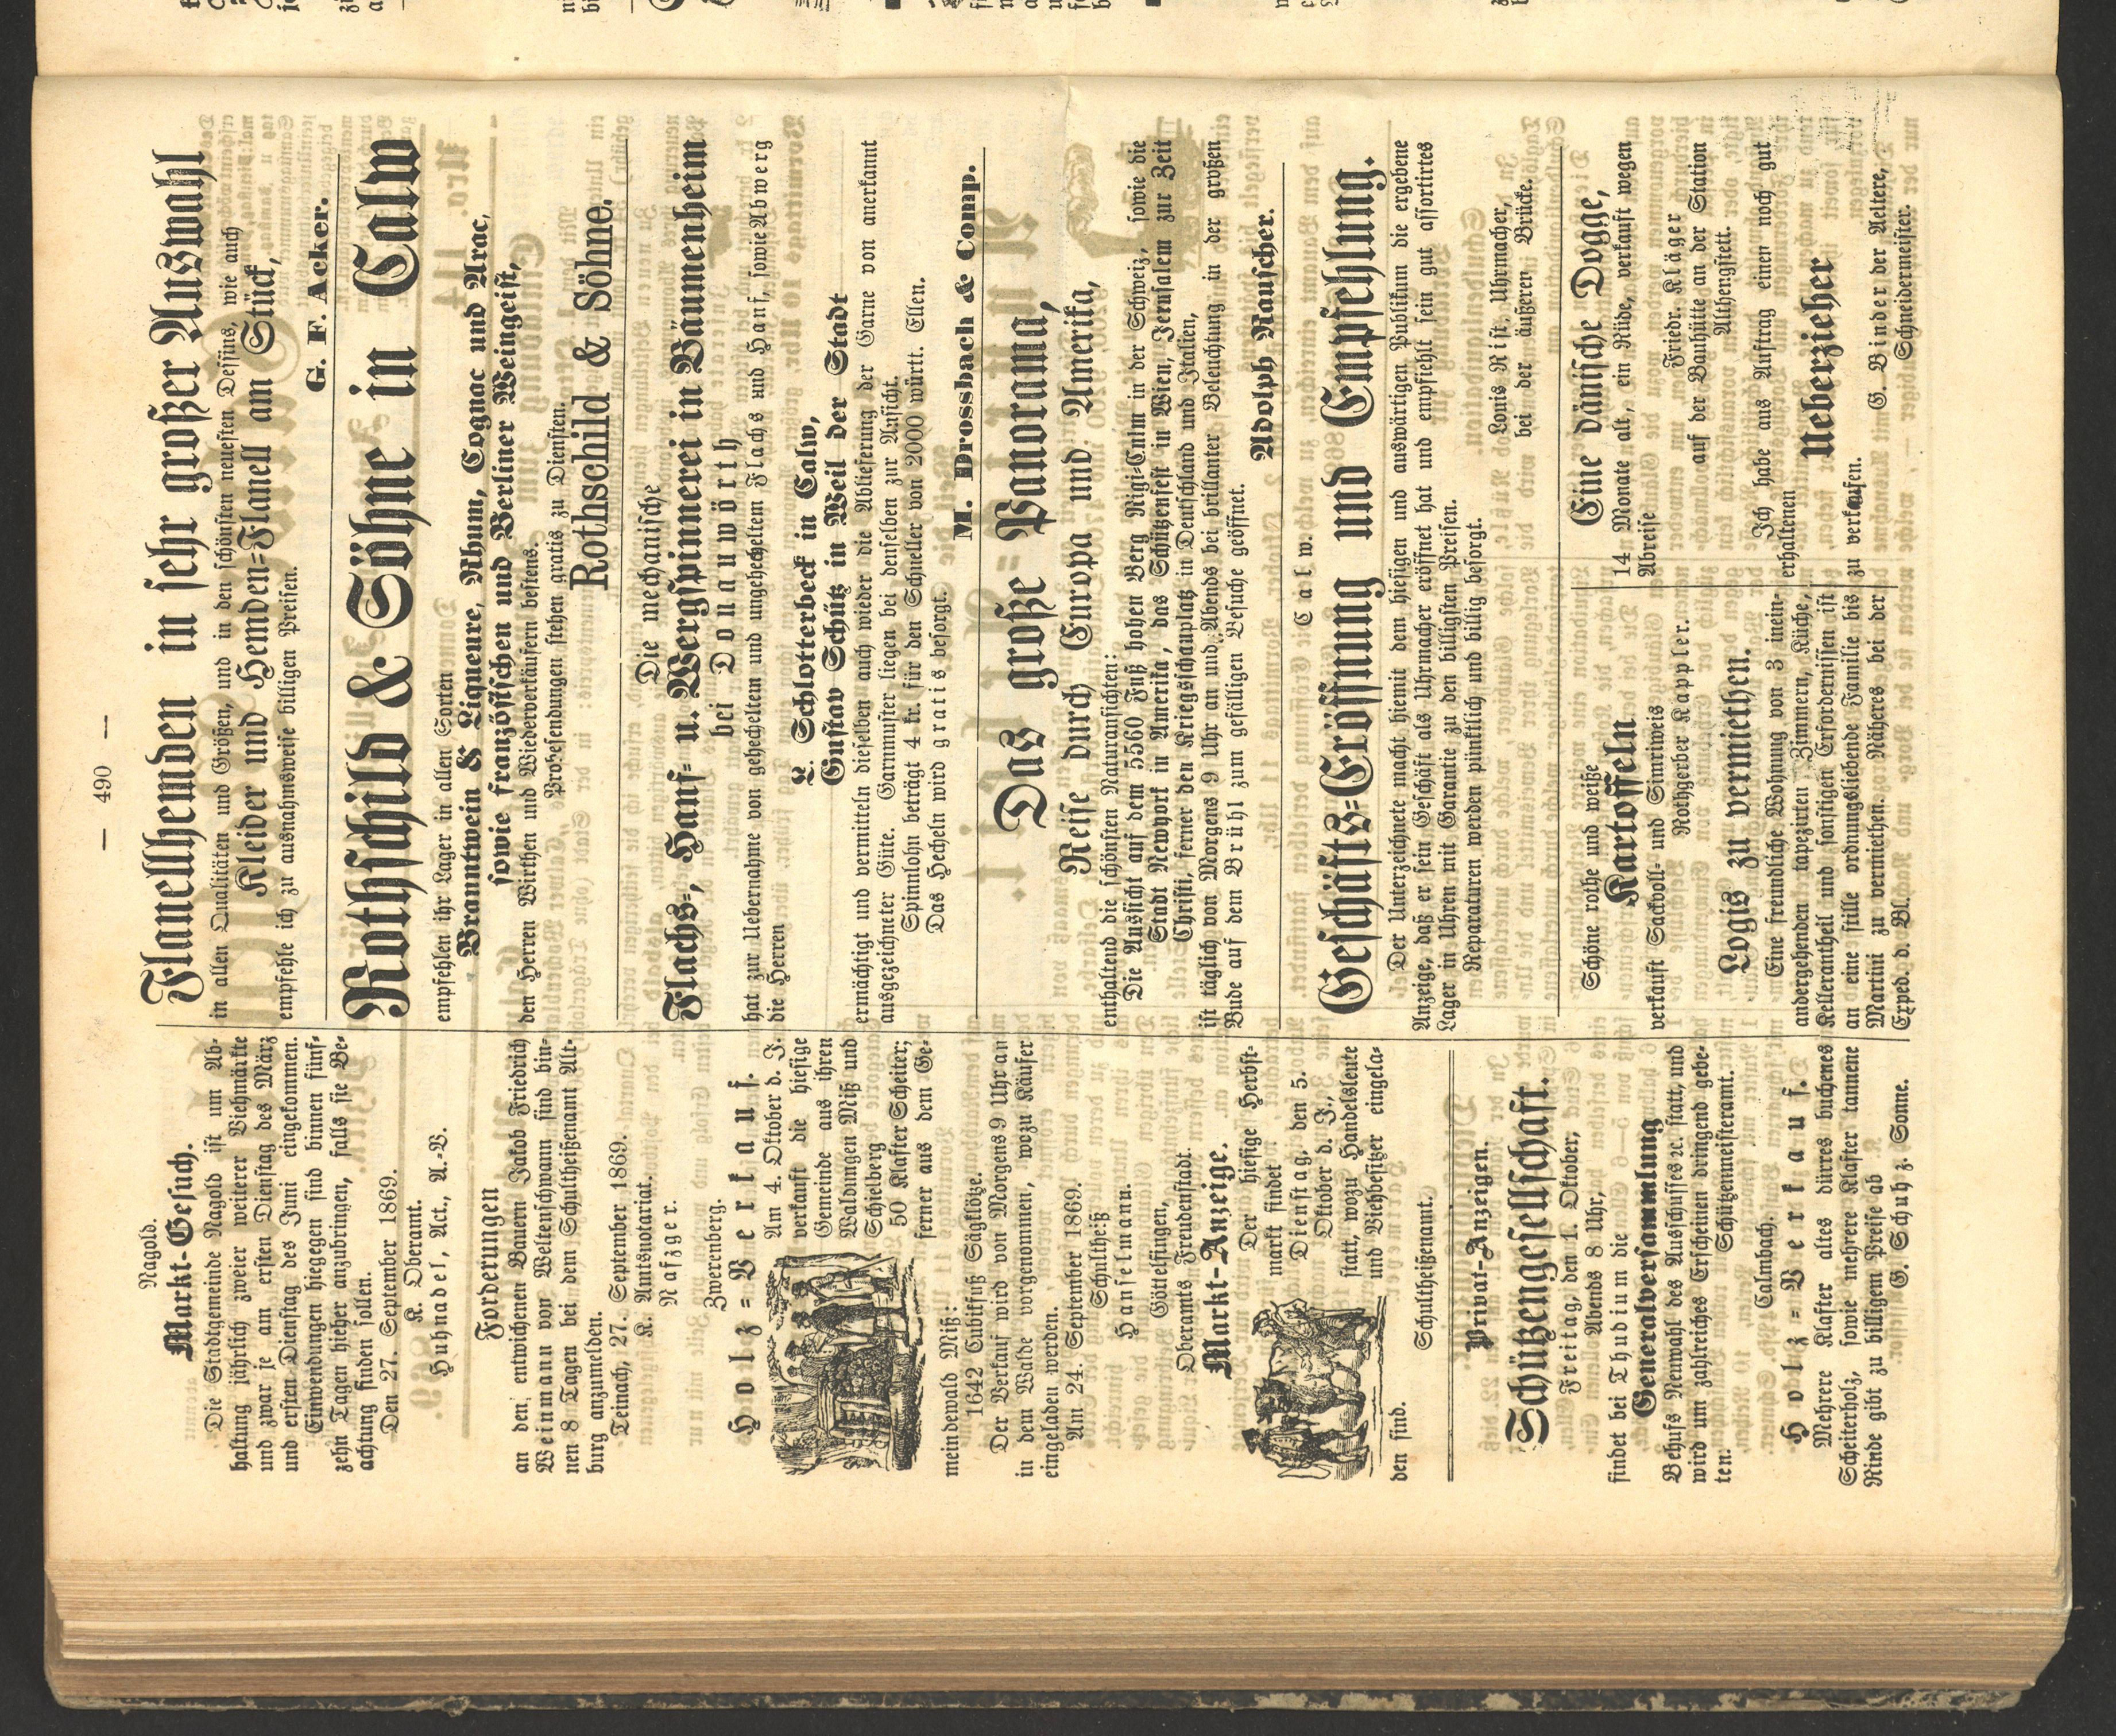 — 490 —
Nagold.
Markt-Gesuch.
Die Stadtgemeinde Nagold ist um Ab-
haltung jährlich zweier weiterer Viehmärkte
und zwar je am ersten Dienstag des März
und ersten Dienstag des Juni eingekommen.
Einwendungen hiegegen sind binnen fünf-
zehn Tagen hieher anzubringen, falls sie Be-
achtung finden sollen.
Den 27. September 1869.
K. Oberamt.
Huhnadel, Act., A.-V.
Forderungen
an den entwichenen Bauern Jakob Friedrich
Weinmann von Weltenschwann sind bin-
nen 8 Tagen bei dem Schultheißenamt Alt-
burg anzumelden.
Teinach, 27. September 1869.
K. Amtsnotariat.
Nafzger.
Zwerenberg.
Holz=Verkauf.
Am 4. Oktober d. J.
verkauft die hiesige
Gemeinde aus ihren
Waldungen Miß und
Schielberg
50 Klafter Scheiter;
ferner aus dem Ge-
meindewald Miß:
1642 Cubikfuß Sägklötze.
Der Verkauf wird von Morgens 9 Uhr an
in dem Walde vorgenommen, wozu Käufer
eingeladen werden.
Am 24. September 1869.
Schultheiß
Hanselmann.
Göttelfingen,
Oberamts Freudenstadt.
Markt-Anzeige.
Der hiesige Herbst-
markt findet
Dienstag, den 5.
Oktober d. J.,
statt, wozu Handelsleute
und Viehbesitzer eingela-
den sind.
Schultheißenamt.
Privat-Anzeigen.
Schützengesellschaft.
Freitag, den 1. Oktober,
Abends 8 Uhr,
findet bei Thudium die
Generalversammlung
Behufs Neuwahl des Ausschusses ꝛc. statt, und
wird um zahlreiches Erscheinen dringend gebe-
ten. Schützenmeisteramt.
Calmbach.
Holz=Verkauf.
Mehrere Klafter altes dürres buchenes
Scheiterholz, sowie mehrere Klafter tannene
Rinde gibt zu billigem Preise ab
G. Schulz z. Sonne.
Flanellhemden in sehr großer Auswahl
in allen Qualitäten und Größen, und in den schönsten neuesten Dessins, wie auch
Kleider und Hemden=Flanell am Stück,
empfehle ich zu ausnahmsweise billigen Preisen.
G. F. Acker.
Rothschild & Söhne in Calw
empfehlen ihr Lager in allen Sorten
Branntwein & Liqueure, Rhum, Cognac und Arac,
sowie französischen und Berliner Weingeist,
den Herren Wirthen und Wiederverkäufern bestens.
Probesendungen stehen gratis zu Diensten.
Rothschild & Söhne.
Die mechanische
Flachs-, Hanf- u. Wergspinnerei in Bäumenheim
bei Donauwörth
hat zur Uebernahme von gehecheltem und ungehecheltem Flachs und Hanf, sowie Abwerg
die Herren
L. Schlotterbeck in Calw,
Gustav Schütz in Weil der Stadt
ermächtigt und vermitteln dieselben auch wieder die Ablieferung der Garne von anerkannt
ausgezeichneter Güte. Garnmuster liegen bei denselben zur Ansicht.
Spinnlohn beträgt 4 kr. für den Schneller von 2000 württ. Ellen.
Das Hecheln wird gratis besorgt.
M. Drossbach & Comp.
Das große Panorama,
Reise durch Europa und Amerika,
enthaltend die schönsten Naturansichten:
Die Aussicht auf dem 5560 Fuß hohen Berg Rigi=Culm in der Schweiz, sowie die
Stadt Newyork in Amerika, das Schützenfest in Wien, Jerusalem zur Zeit
Christi, ferner den Kriegsschauplatz in Deutschland und Italien,
ist täglich von Morgens 9 Uhr an und Abends bei brillanter Beleuchtung in der großen
Bude auf dem Brühl zum gefälligen Besuche geöffnet.
Adolph Rauscher.
Calw.
Geschäfts=Eröffnung und Empfehlung.
Der Unterzeichnete macht hiemit dem hiesigen und auswärtigen Publikum die ergebene
Anzeige, daß er sein Geschäft als Uhrmacher eröffnet hat und empfiehlt sein gut assortirtes
Lager in Uhren mit Garantie zu den billigsten Preisen.
Reparaturen werden pünktlich und billig besorgt.
Louis Rist, Uhrmacher,
bei der äußeren Brücke.
Schöne rothe und weiße
Kartoffeln
verkauft Sackvoll- und Simriweis
Rothgerber Kappler.
Logis zu vermiethen.
Eine freundliche Wohnung von 3 inein-
andergehenden tapezirten Zimmern, Küche,
Kellerantheil und sonstigen Erfordernissen ist
an eine stille ordnungsliebende Familie bis
Martini zu vermiethen. Näheres bei der
Exped. d. Bl.
Eine dänische Dogge,
14 Monate alt, ein Rüde, verkauft wegen
Abreise Friedr. Kläger
auf der Bauhütte an der Station
Althengstett.
Ich habe aus Auftrag einen noch gut
erhaltenen
Ueberzieher
zu verkaufen.
G. Binder der Aeltere,
Schneidermeister.